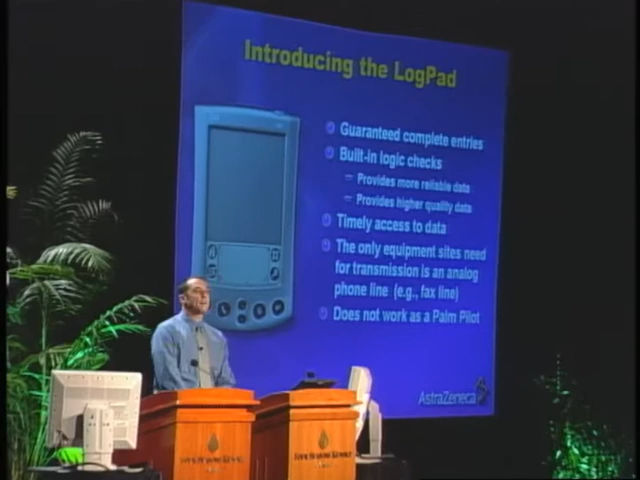 Introducing the LogPad
Guaranteed complete entries
Built-in logic checks
– Provides more reliable data
– Provides higher quality data
Timely access to data
The only equipment sites need
for transmission is an analog
phone line (e.g., fax line)
Does not work as a Palm Pilot
AstraZeneca